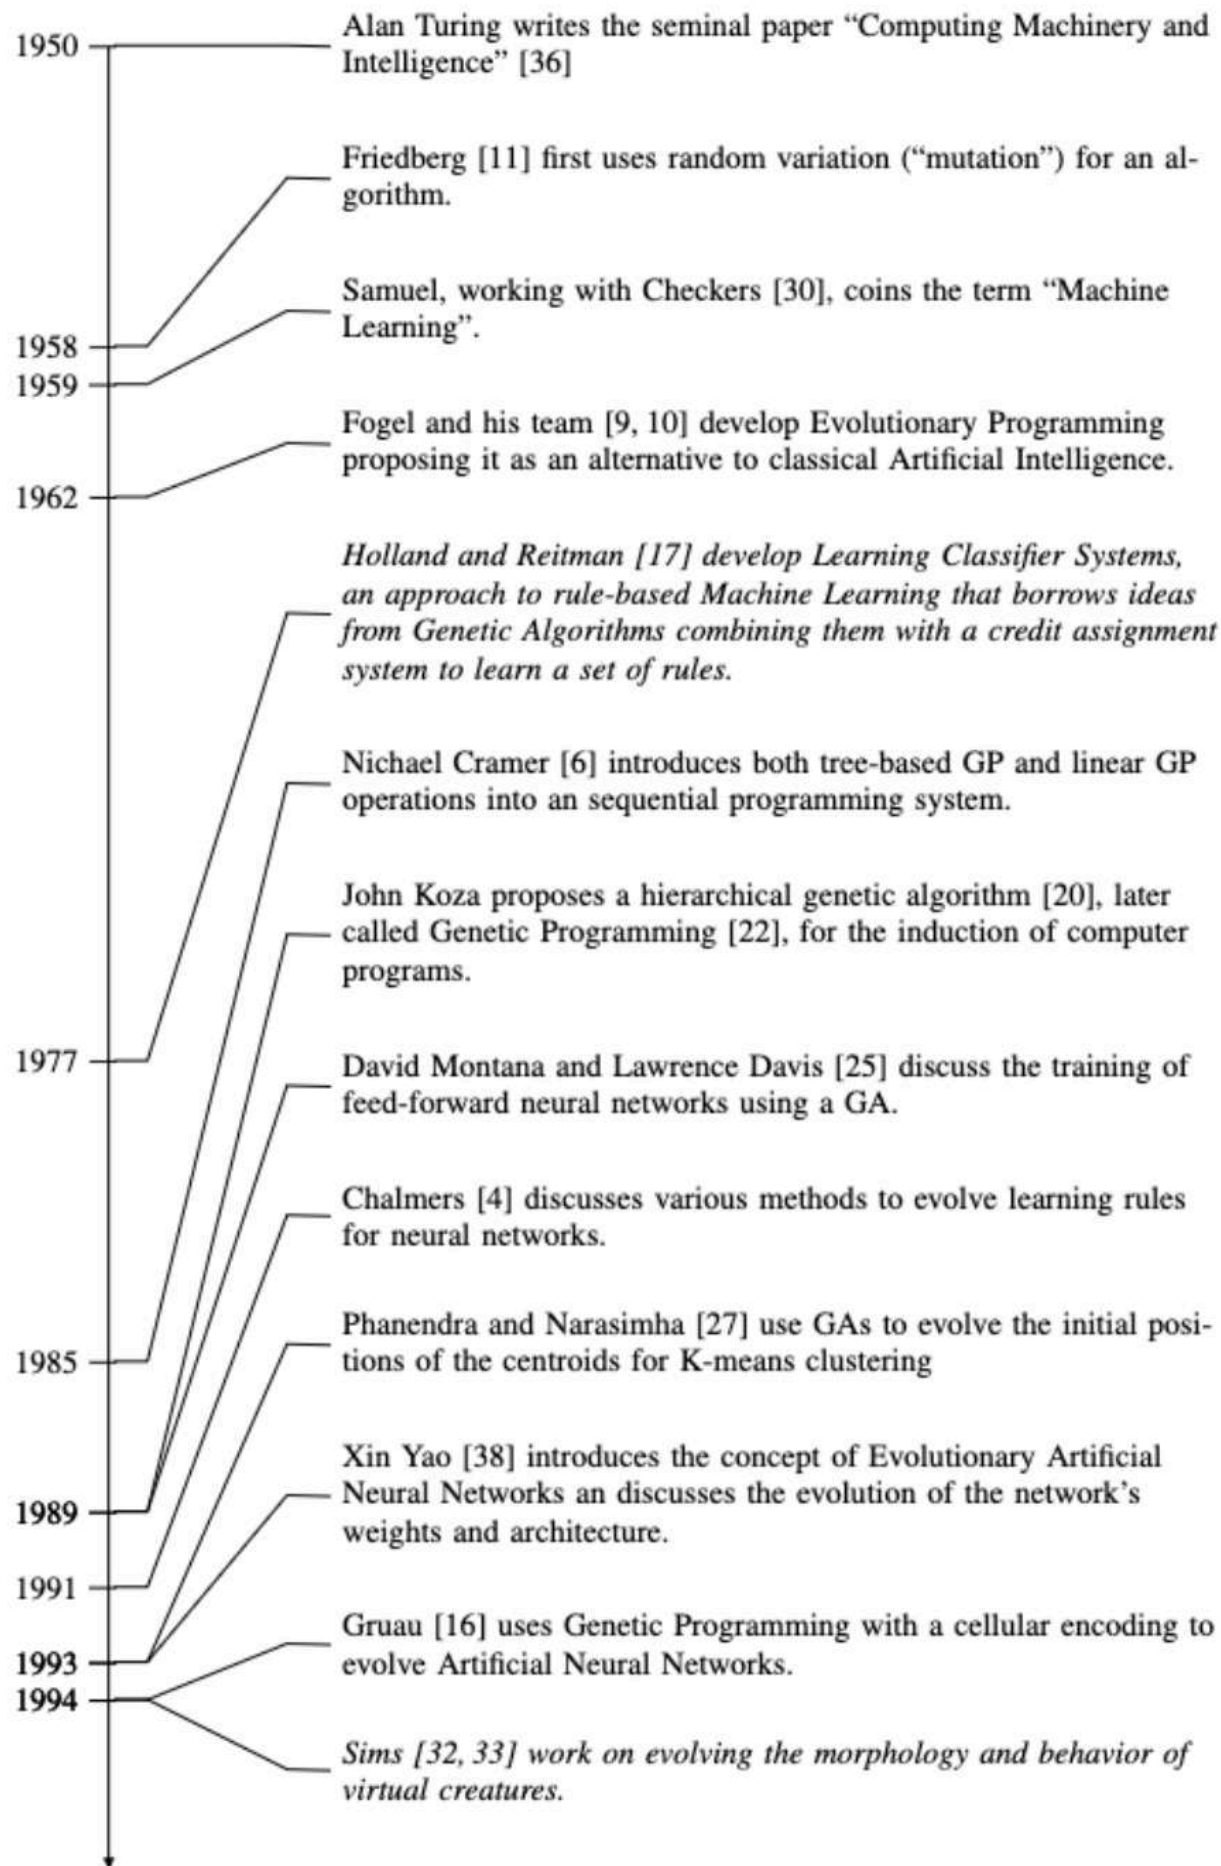 1950
Alan Turing writes the seminal paper “Computing Machinery and
Intelligence” [36]
Friedberg [11] first uses random variation (“mutation”) for an al-
gorithm.
Samuel, working with Checkers [30], coins the term “Machine
Learning”.
1958
1959
Fogel and his team [9, 10] develop Evolutionary Programming
proposing it as an alternative to classical Artificial Intelligence.
1962
Holland and Reitman [17] develop Learning Classifier Systems,
an approach to rule-based Machine Learning that borrows ideas
from Genetic Algorithms combining them with a credit assignment
system to learn a set of rules.
Nichael Cramer [6] introduces both tree-based GP and linear GP
operations into an sequential programming system.
John Koza proposes a hierarchical genetic algorithm [20], later
called Genetic Programming [22], for the induction of computer
programs.
1977
David Montana and Lawrence Davis [25] discuss the training of
feed-forward neural networks using a GA.
Chalmers [4] discusses various methods to evolve learning rules
for neural networks.
Phanendra and Narasimha [27] use GAs to evolve the initial posi-
tions of the centroids for K-means clustering
1985
Xin Yao [38] introduces the concept of Evolutionary Artificial
Neural Networks an discusses the evolution of the network’s
weights and architecture.
1989
1991
Gruau [16] uses Genetic Programming with a cellular encoding to
evolve Artificial Neural Networks.
1993
1994
Sims [32, 33] work on evolving the morphology and behavior of
virtual creatures.